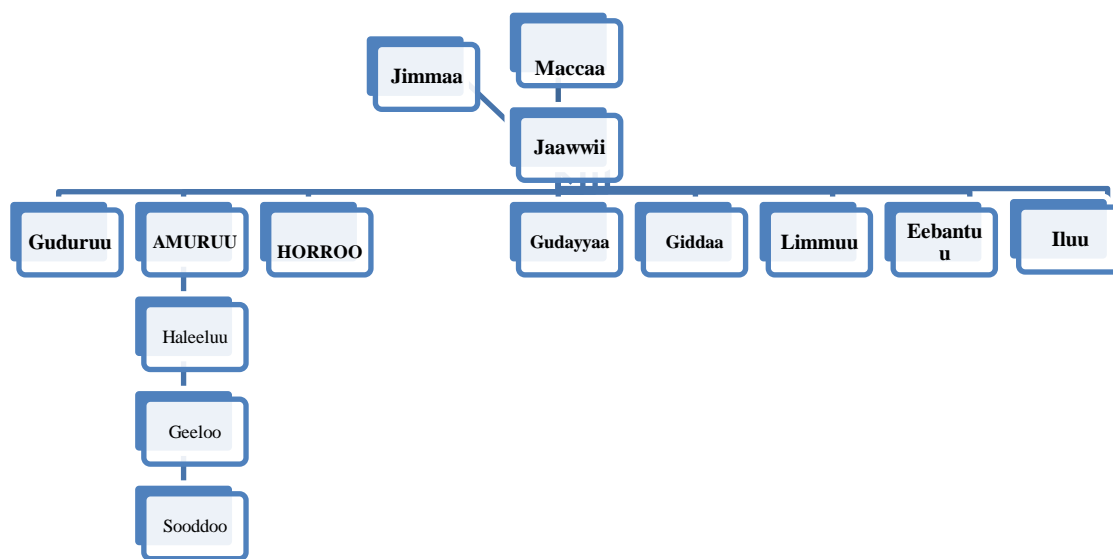 Maccaa
Jimmaa
Jaawwii
Guduruu
AMURUU
HORROO
Gudayyaa
Giddaa
Limmuu
Eebantu
u
Iluu
Haleeluu
Geeloo
Sooddoo